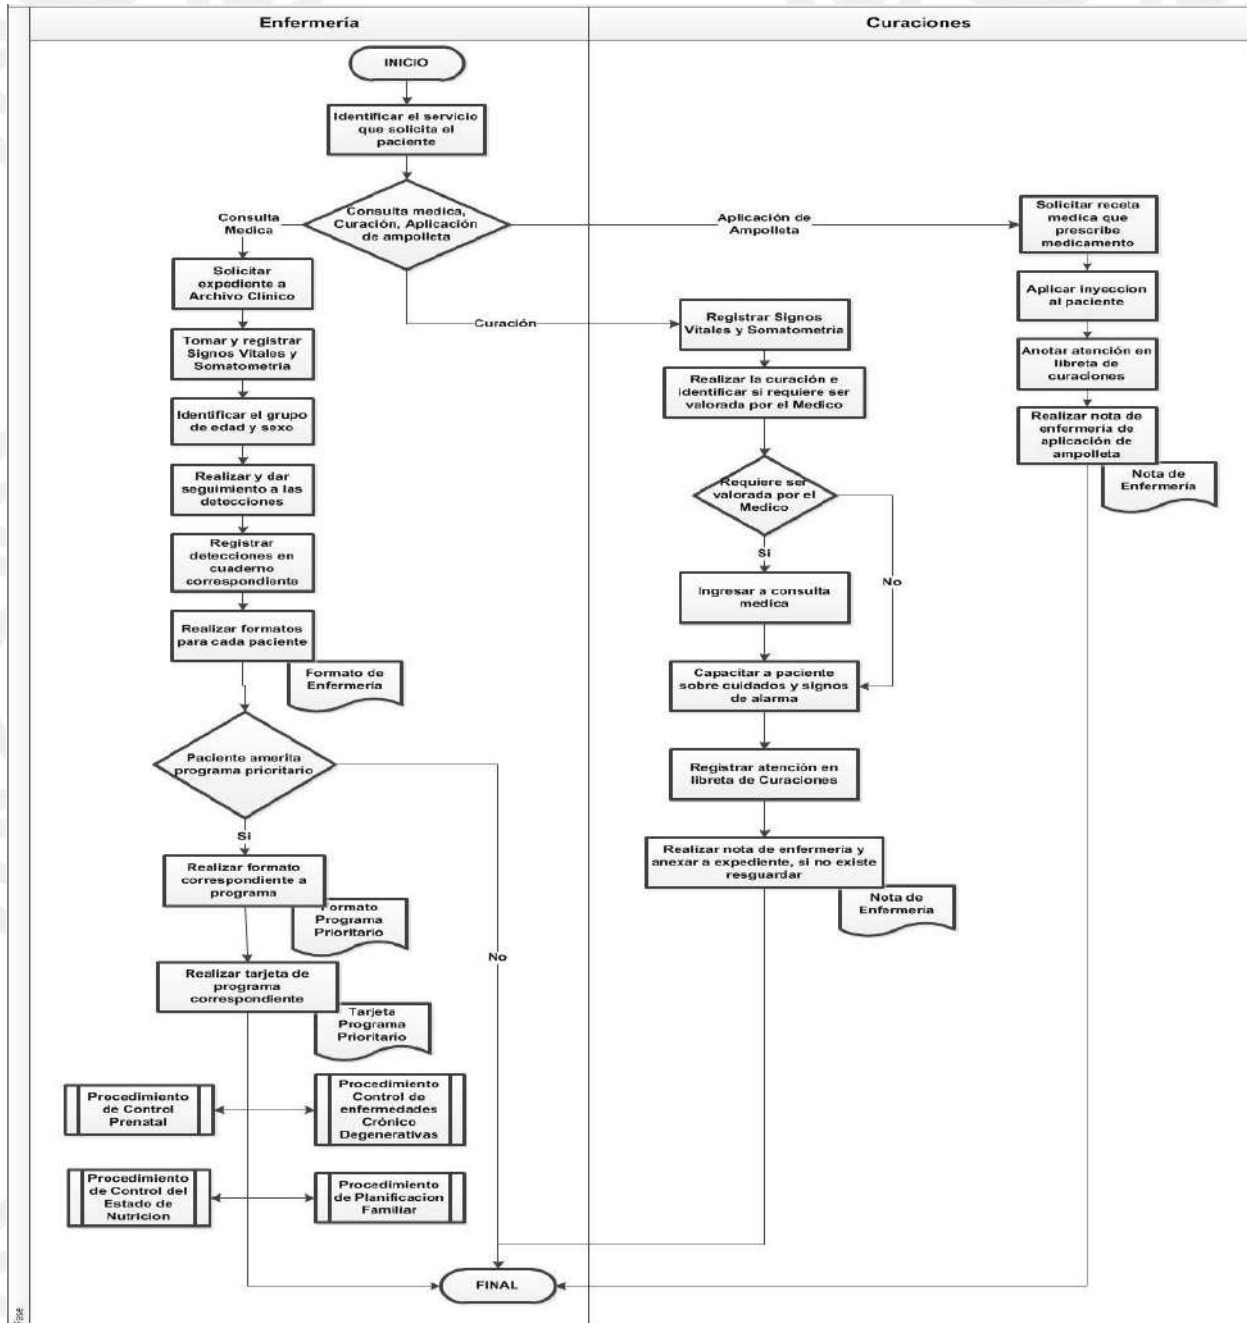 Enfermería
Curaciones
INICIO
Identificar el servicio
que solicita el
paciente
Consulta medica,
Curación, Aplicación
de ampolleta
Consulta
Medica
Aplicación de
Ampolleta
Curación
Solicitar
expediente a
Archivo Clinico
Tomar y registrar
Signos Vitales y
Somatometria
Identificar el grupo
de edad y sexo
Realizar y dar
seguimiento a las
detecciones
Registrar
detecciones en
cuaderno
correspondiente
Realizar formatos
para cada paciente
Formato de
Enfermería
Paciente amerita
programa prioritario
Si
No
Realizar formato
correspondiente a
programa
Formato
Programa
Prioritario
Realizar tarjeta de
programa
correspondiente
Tarjeta
Programa
Prioritario
Procedimiento
de Control
Prenatal
Procedimiento
Control de
enfermedades
Crónico
Degenerativas
Procedimiento
de Control del
Estado de
Nutricion
Procedimiento
de Planificacion
Familiar
FINAL
Registrar Signos
Vitales y Somatometria
Realizar la curación e
identificar si requiere ser
valorada por el Medico
Requiere ser
valorada por el
Medico
Si
No
Ingresar a consulta
medica
Capacitar a paciente
sobre cuidados y signos
de alarma
Registrar atención en
libreta de Curaciones
Realizar nota de enfermería y
anexar a expediente, si no existe
resguardar
Nota de
Enfermería
Solicitar receta
medica que
prescribe
medicamento
Aplicar inyeccion
al paciente
Anotar atención en
libreta de
curaciones
Realizar nota de
enfermería de
aplicación de
ampolleta
Nota de
Enfermería
Fase